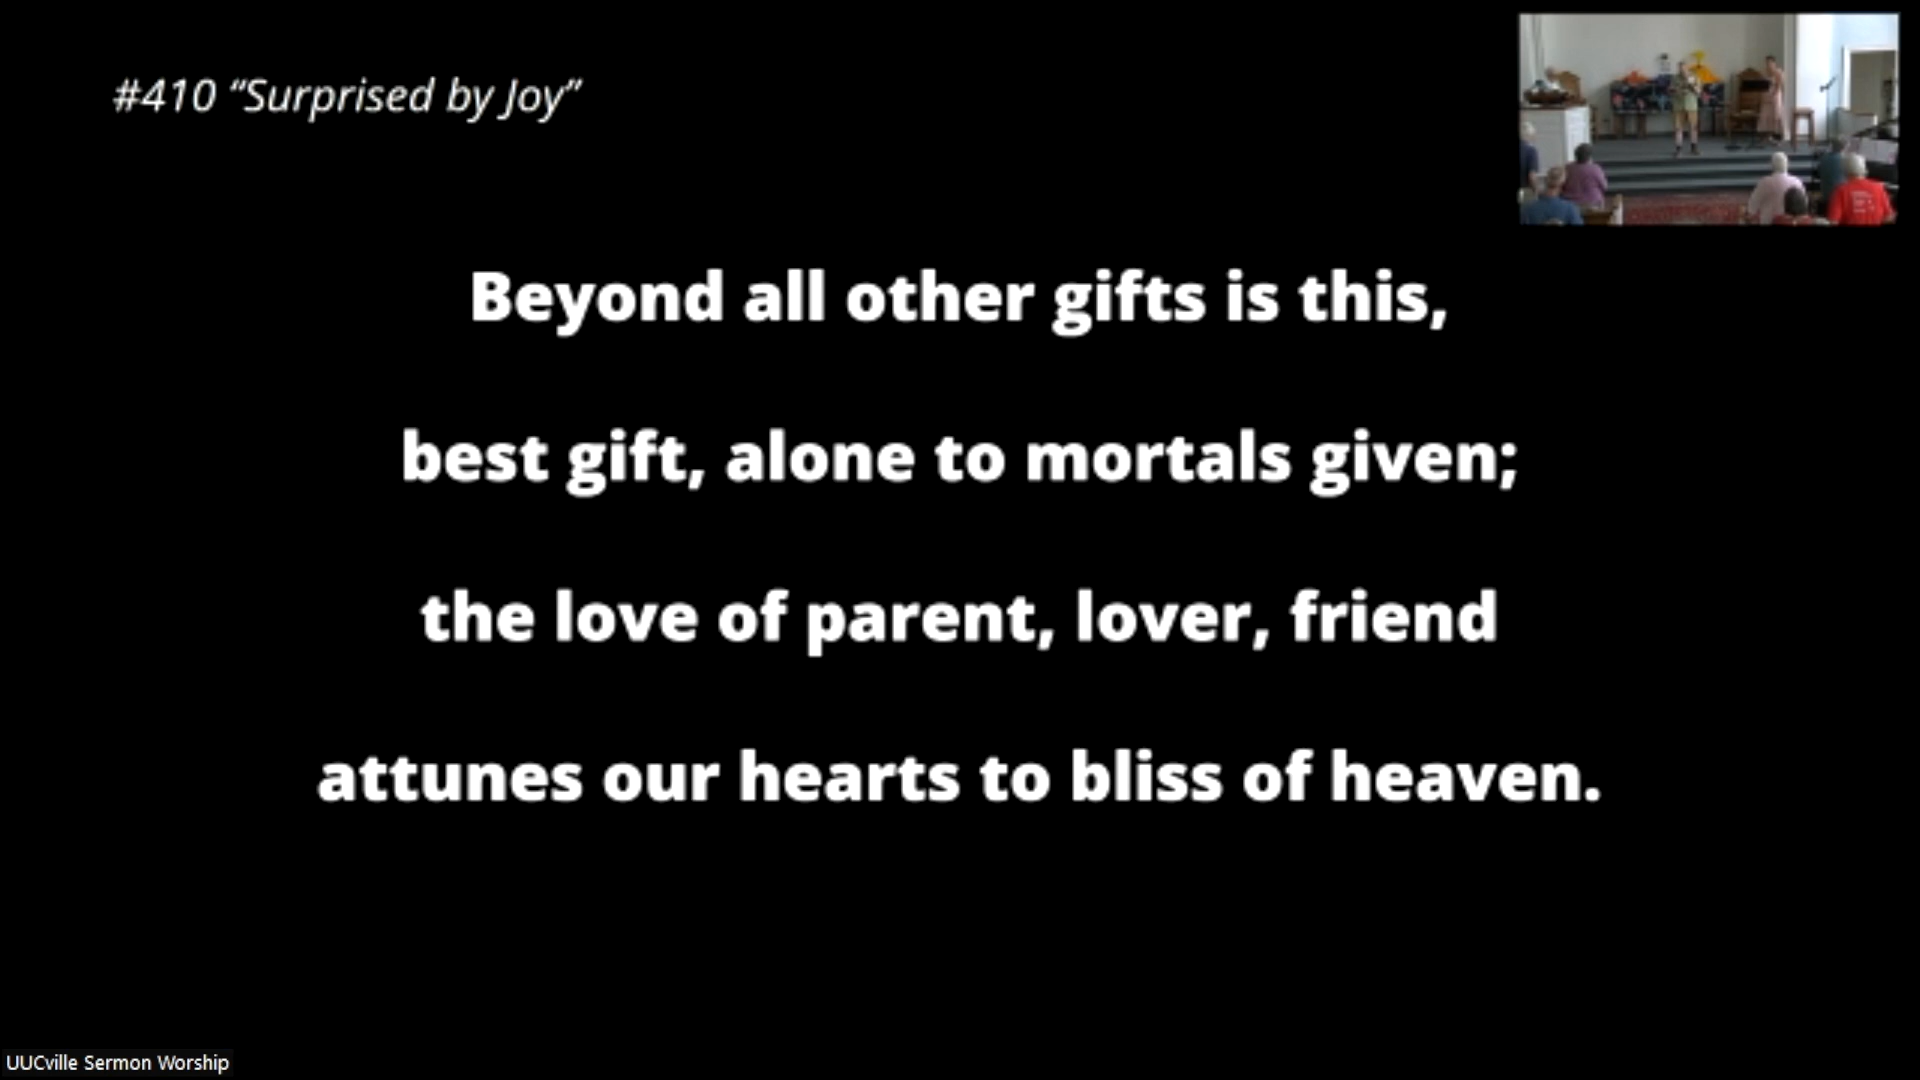 #410 “Surprised by Joy”
Beyond all other gifts is this,
best gift, alone to mortals given;
the love of parent, lover, friend
attunes our hearts to bliss of heaven.
UUCville Sermon Worship